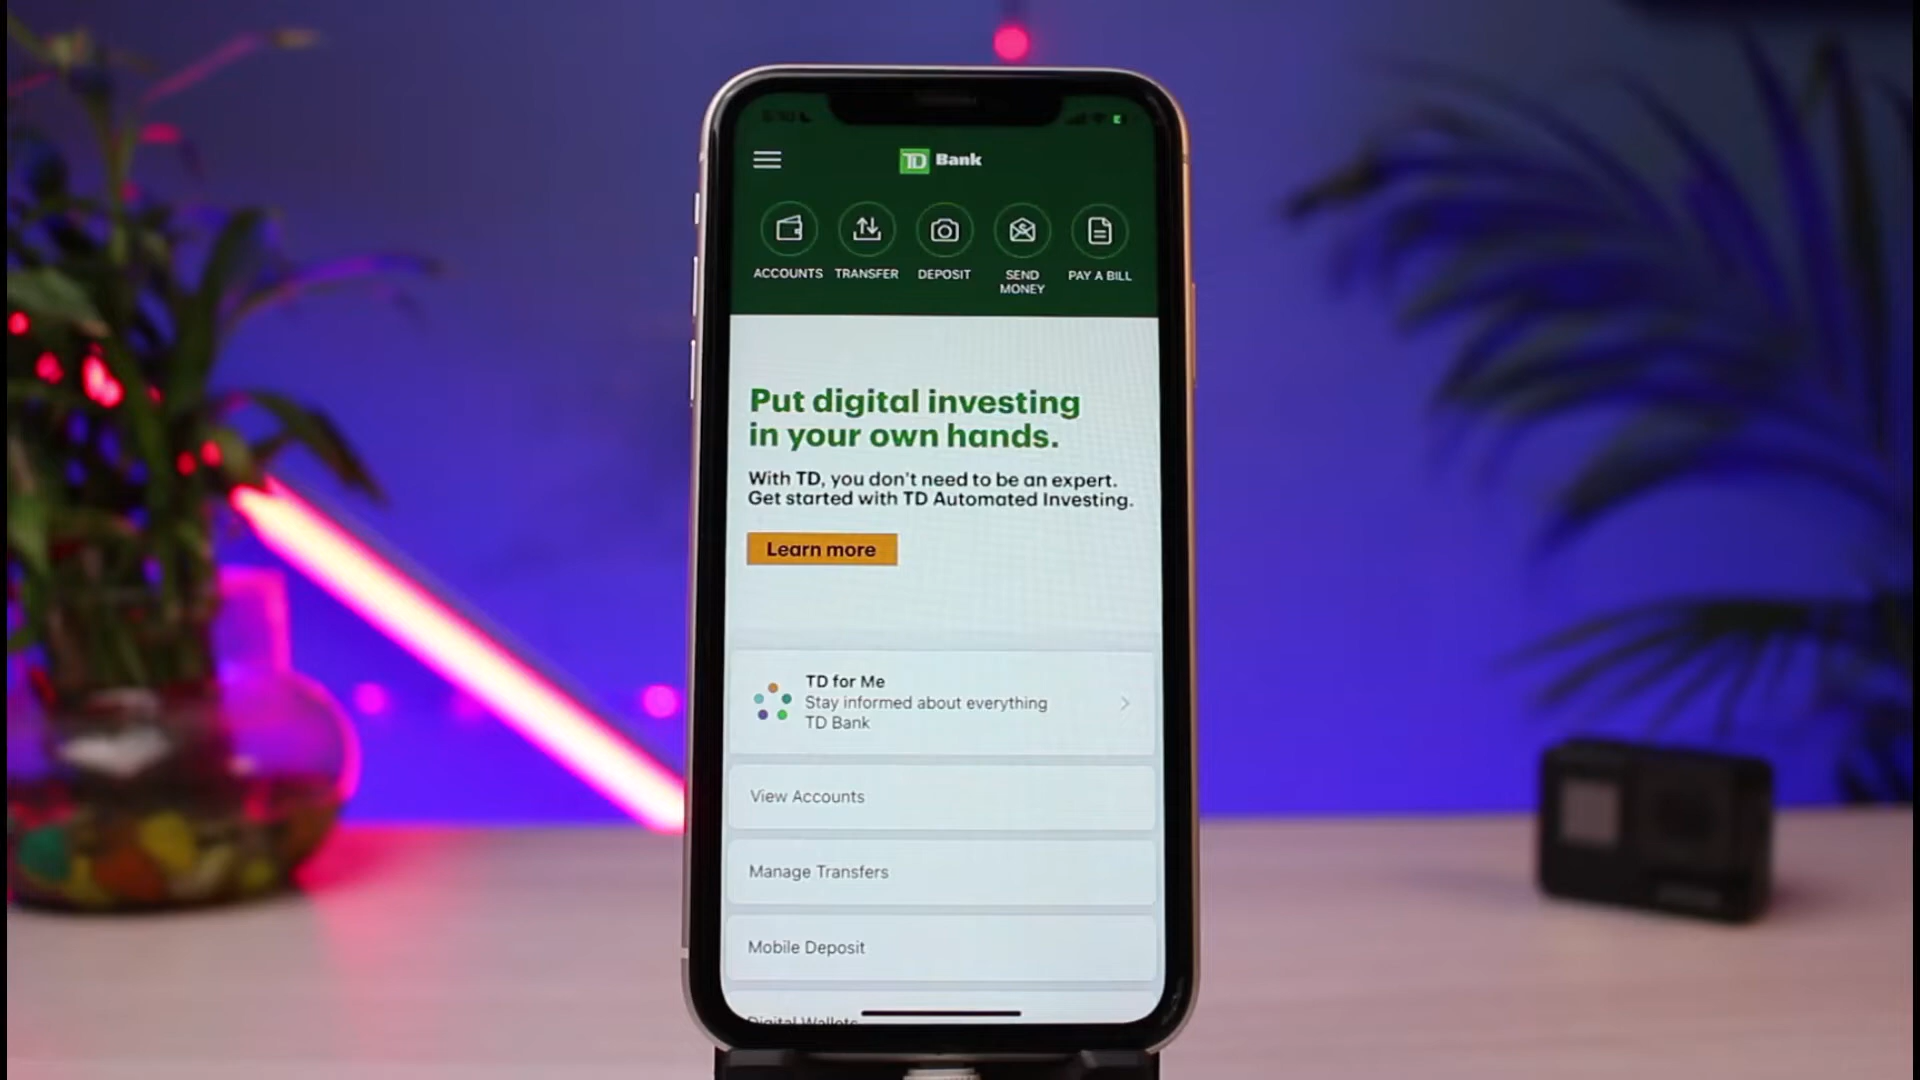 TD Bank
ACCOUNTS TRANSFER DEPOSIT SEND MONEY PAY A BILL
Put digital investing
in your own hands.
With TD, you don't need to be an expert.
Get started with TD Automated Investing.
Learn more
TD for Me
Stay informed about everything
TD Bank
View Accounts
Manage Transfers
Mobile Deposit
Digital Wallets